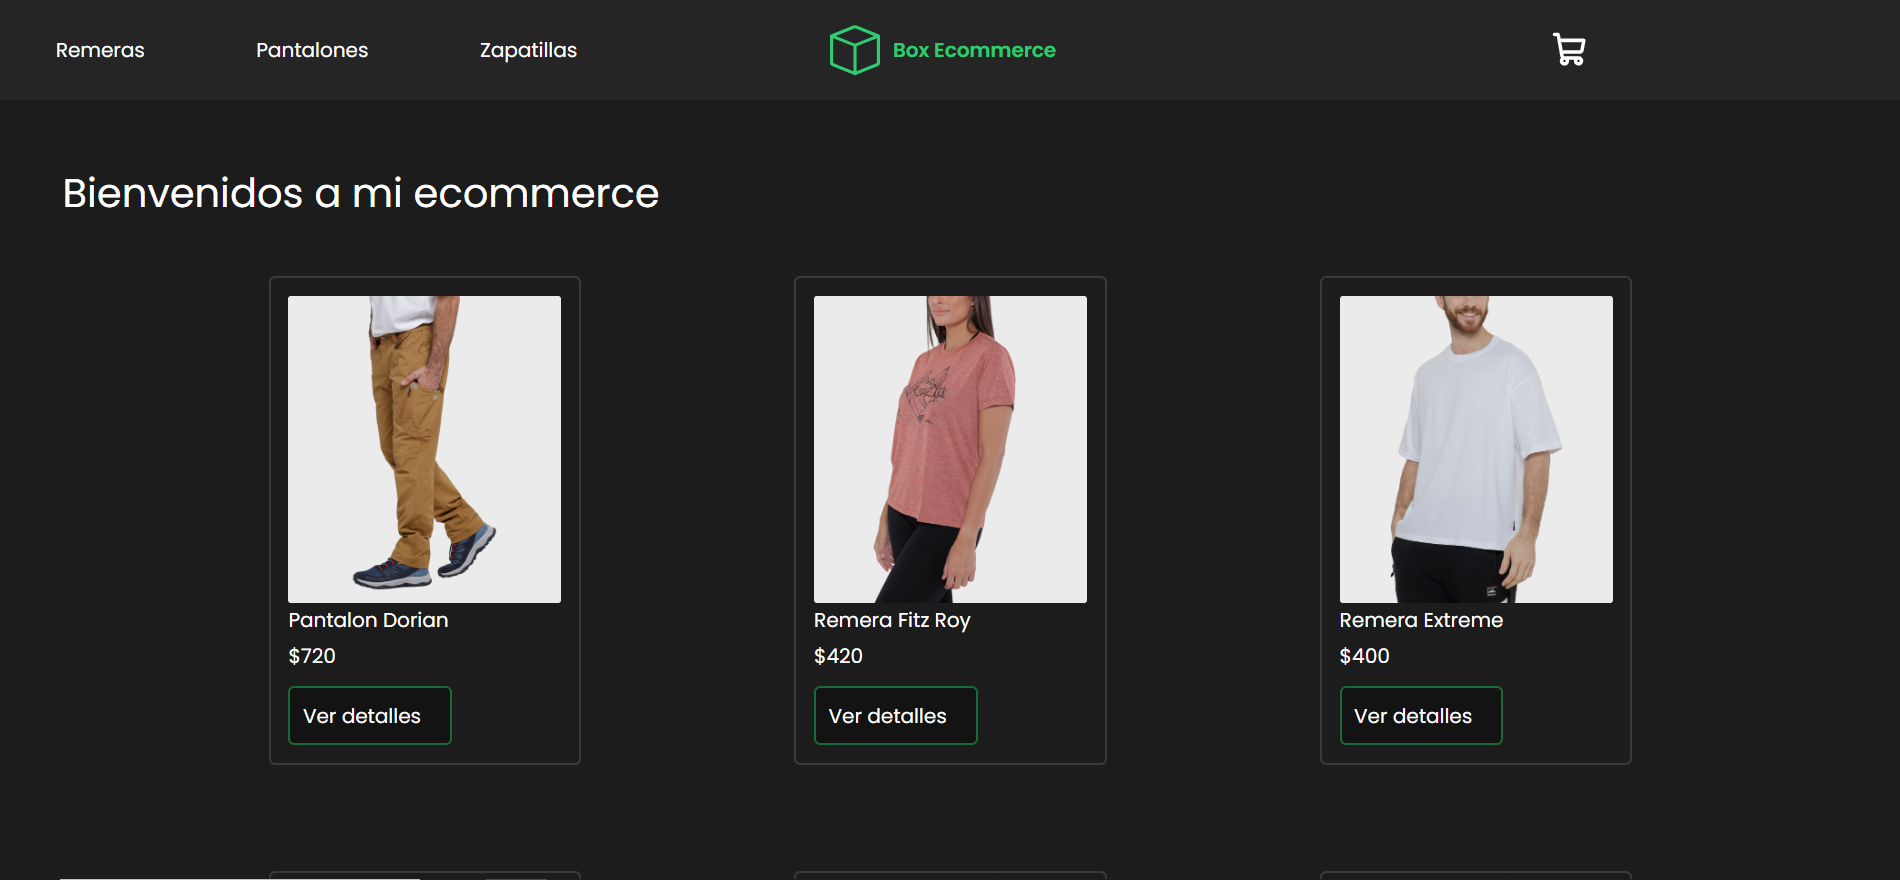 Remeras
Pantalones
Zapatillas
Box Ecommerce
Bienvenidos a mi ecommerce
Pantalon Dorian
$720
Ver detalles
Remera Fitz Roy
$420
Ver detalles
Remera Extreme
$400
Ver detalles